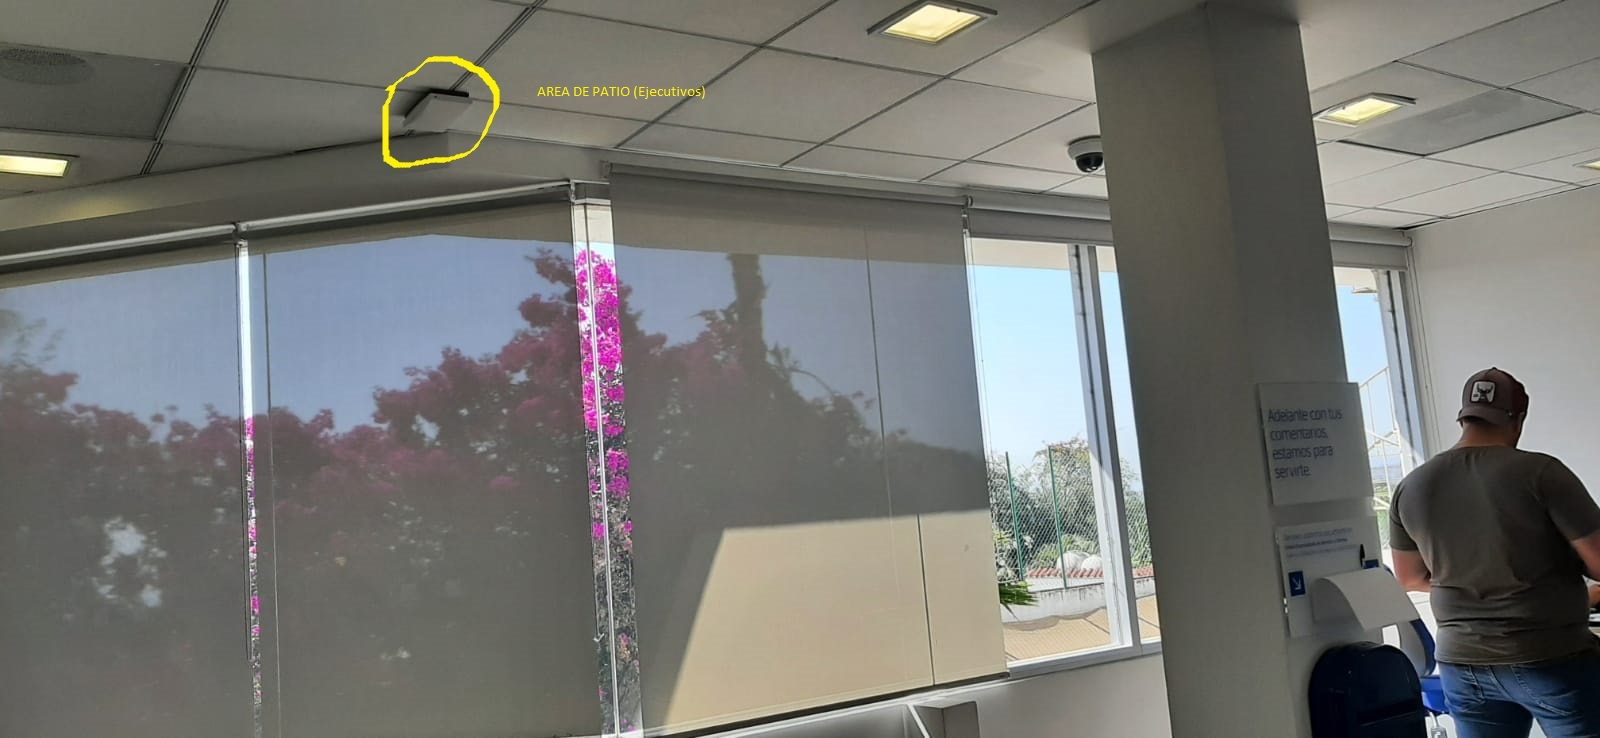 AREA DE PATIO (Ejecutivos)
Adelante con tus
comentarios,
estamos para
servirte.